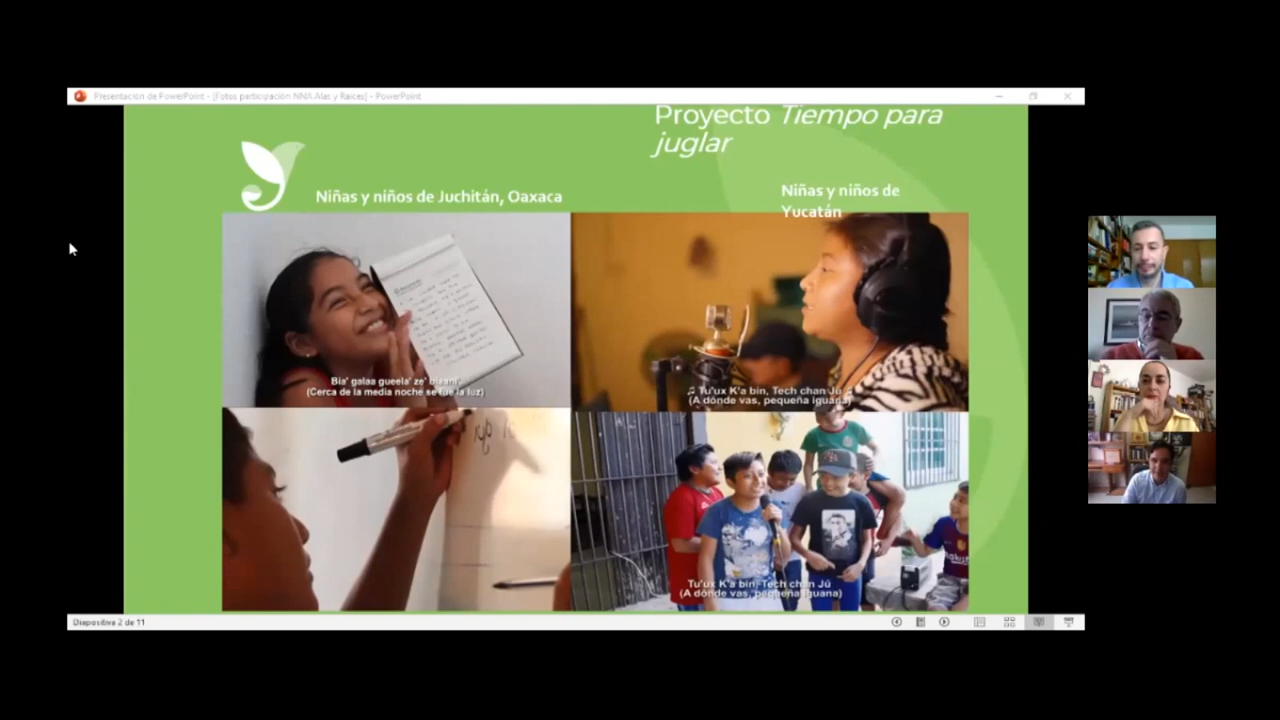 Presentación de PowerPoint - [Fotos participación NNA Alas y Raíces] - PowerPoint
Proyecto Tiempo para
juglar
Niñas y niños de Juchitán, Oaxaca
Niñas y niños de
Yucatán
Bia' galaa gueela' ze' biaani'
(Cerca de la media noche se fue la luz)
♫ Tu'ux K'a bin, Tech chan Jú ♫
(A dónde vas, pequeña iguana)
Tu'ux K'a bin, Tech chan Jú
(A dónde vas, pequeña iguana)
Diapositiva 2 de 11